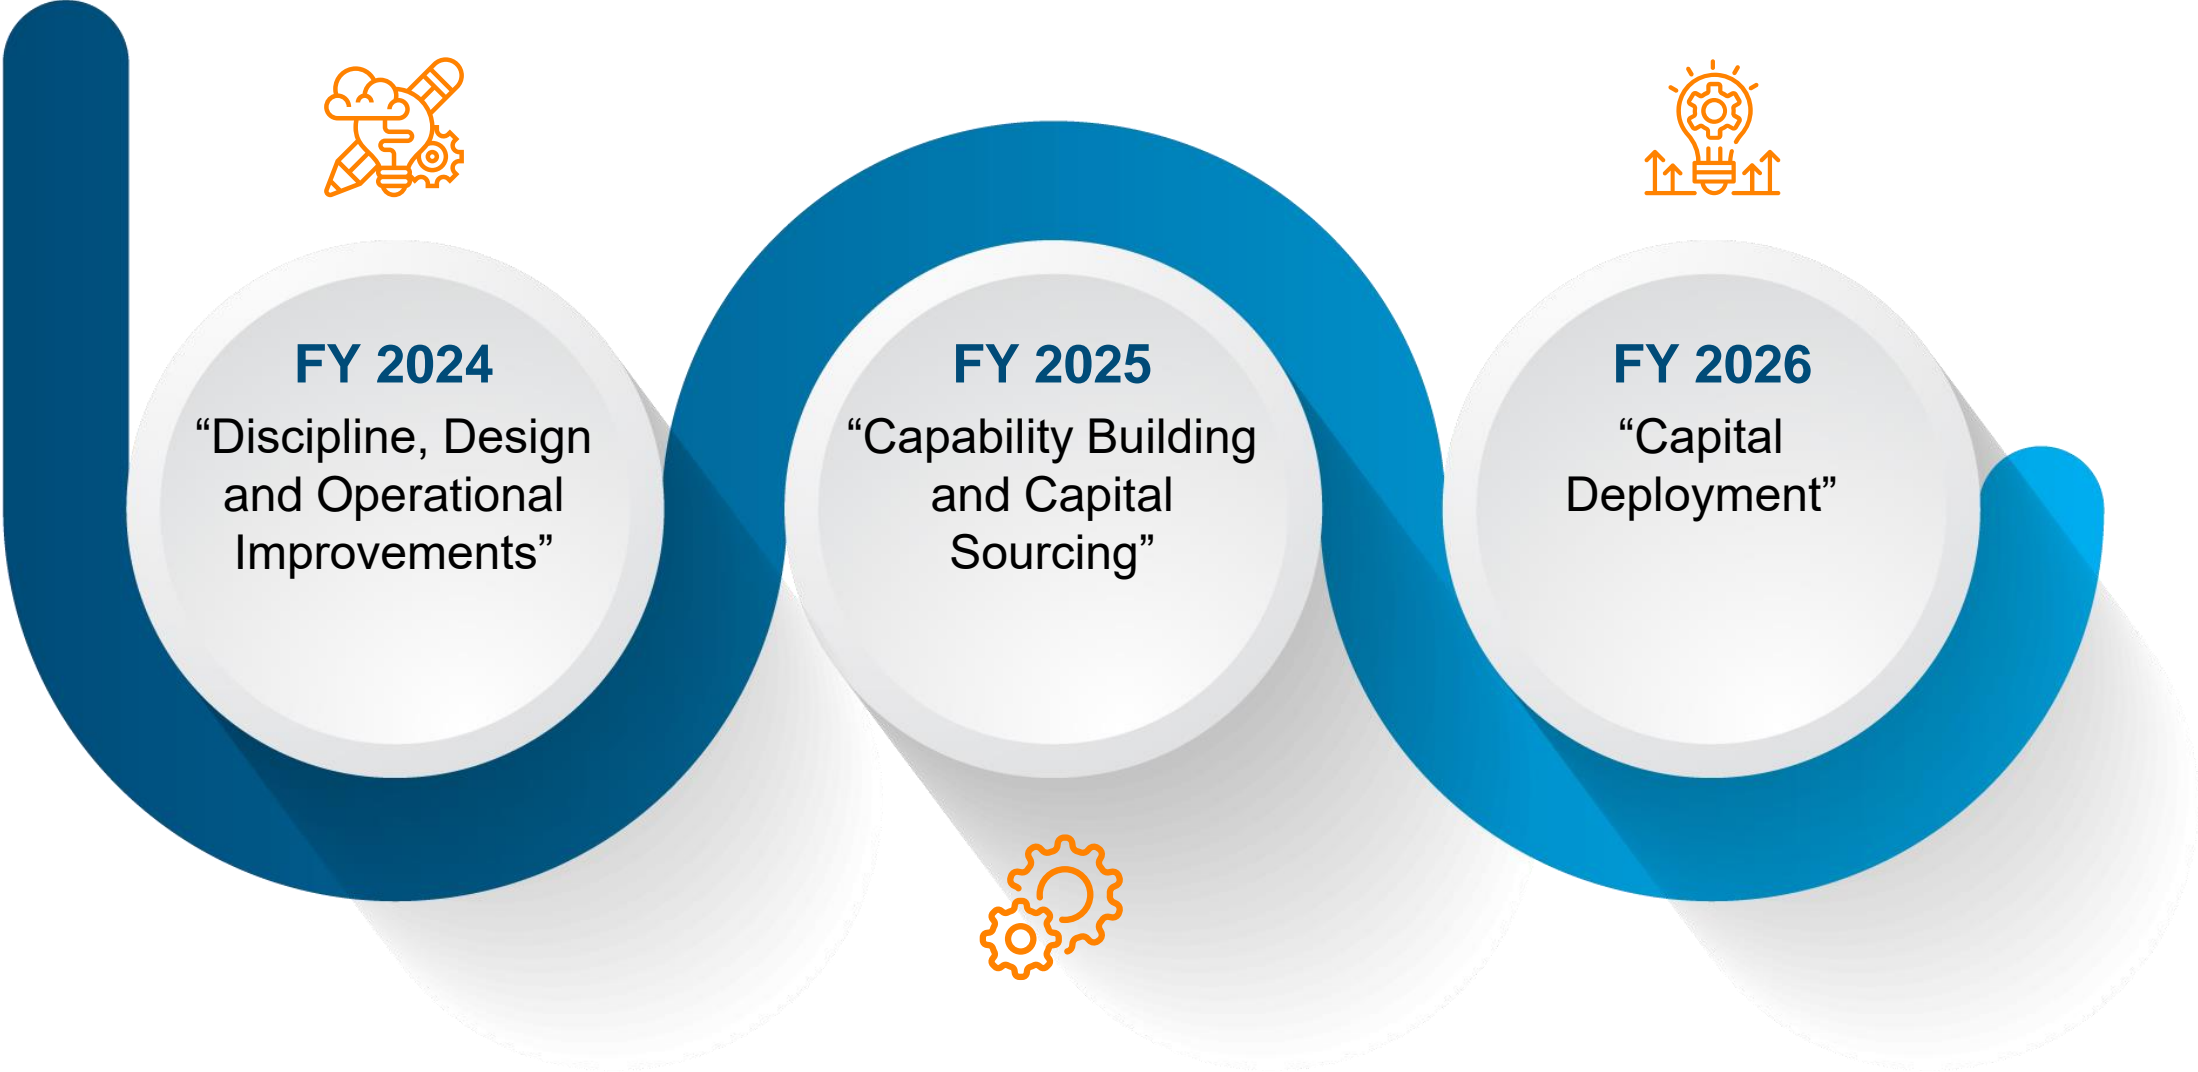 FY 2024
“Discipline, Design
and Operational
Improvements”
FY 2025
“Capability Building
and Capital
Sourcing”
FY 2026
“Capital
Deployment”